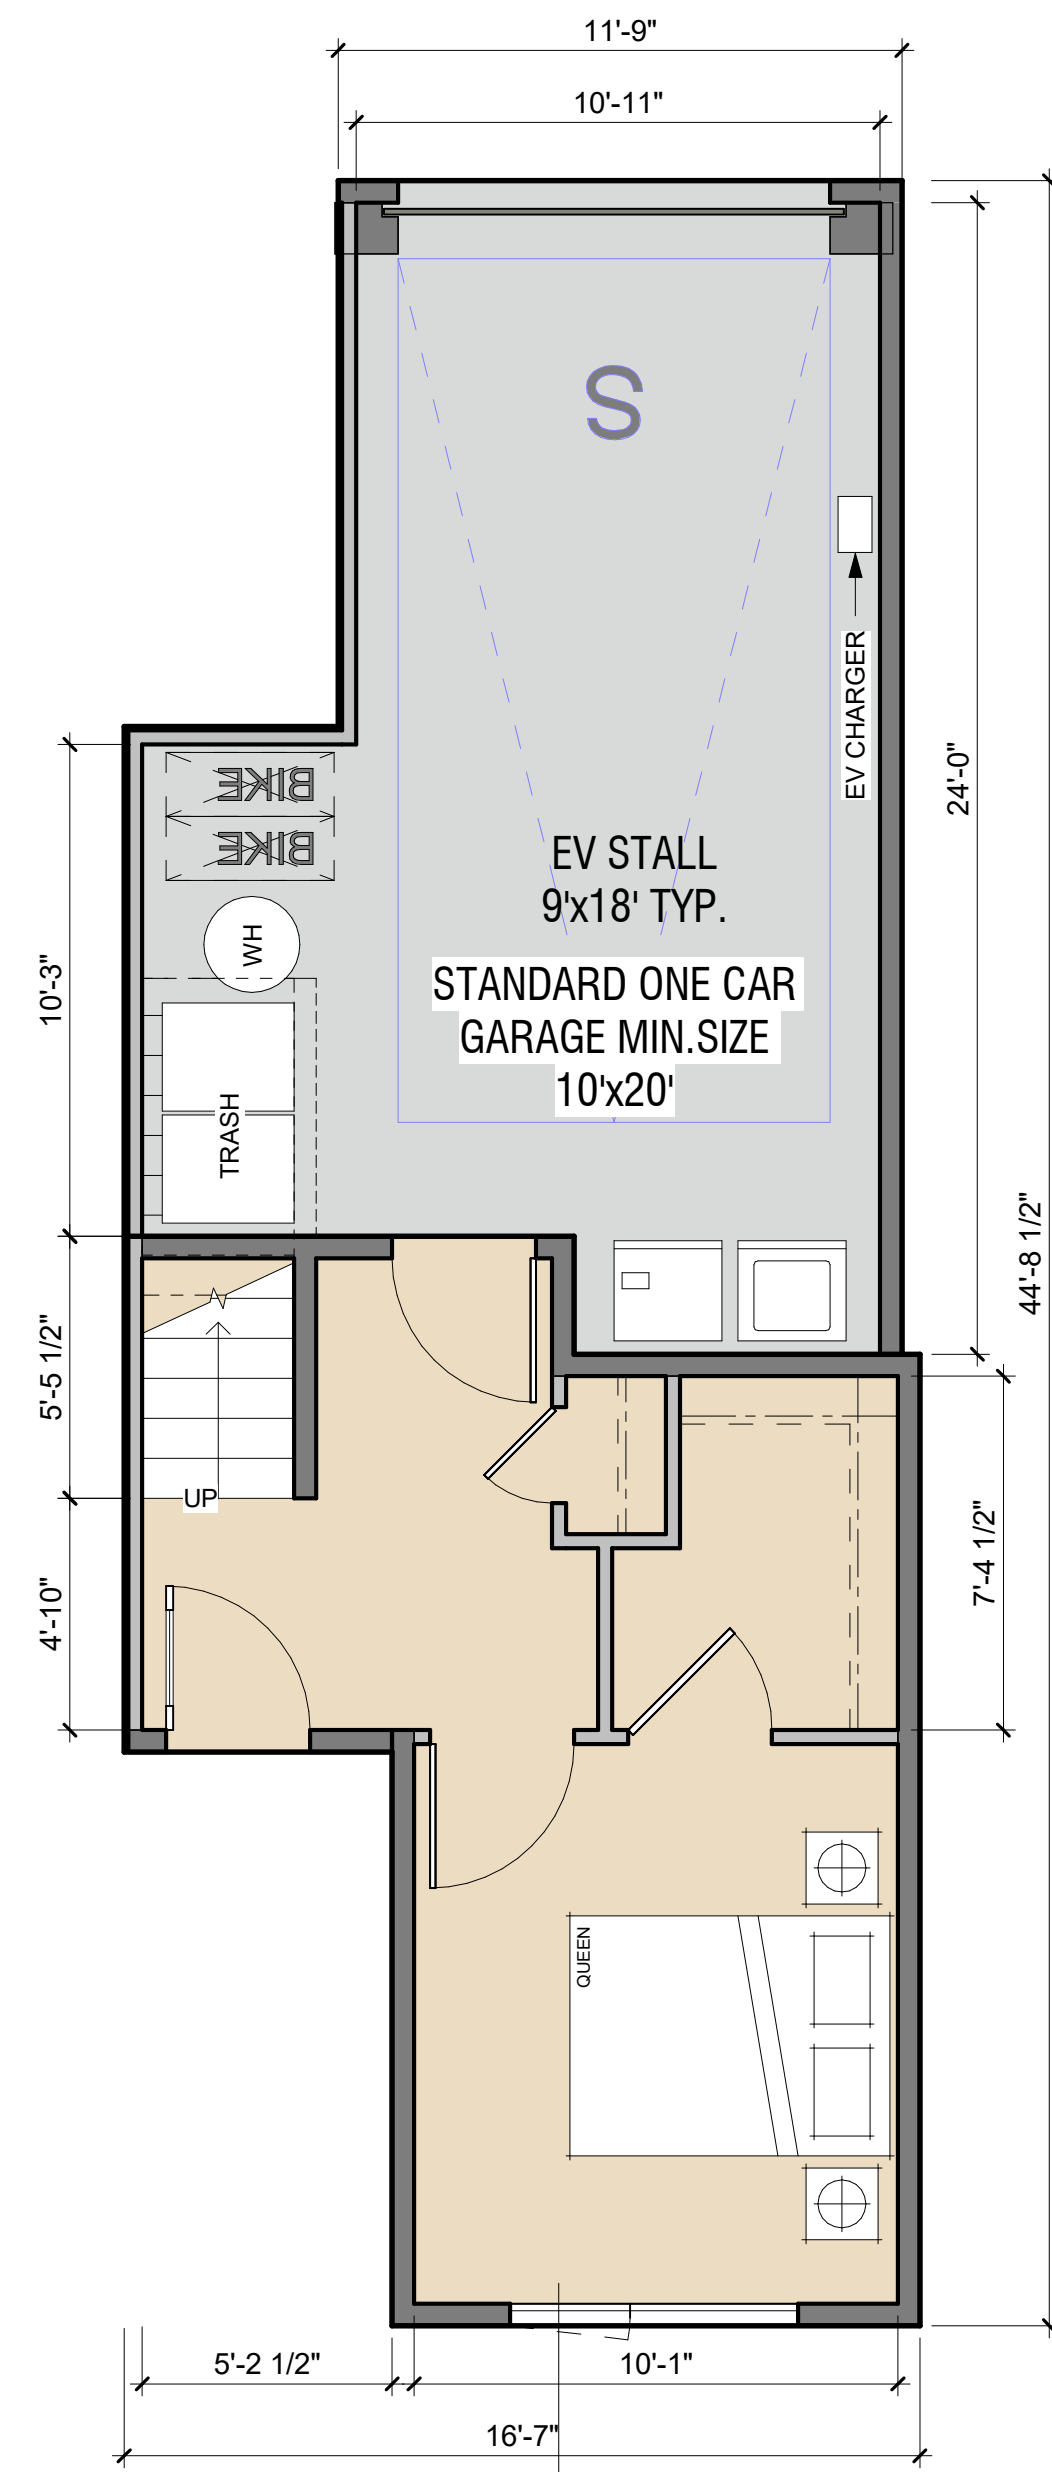 11'-9"
10'-11"
S
EV CHARGER
BIKE
BIKE
24'-0"
EV STALL
9'x18' TYP.
WH
10'-3"
STANDARD ONE CAR
GARAGE MIN.SIZE
10'x20'
TRASH
44'-8 1/2"
5'-5 1/2"
UP
7'-4 1/2"
4'-10"
QUEEN
5'-2 1/2"
10'-1"
16'-7"